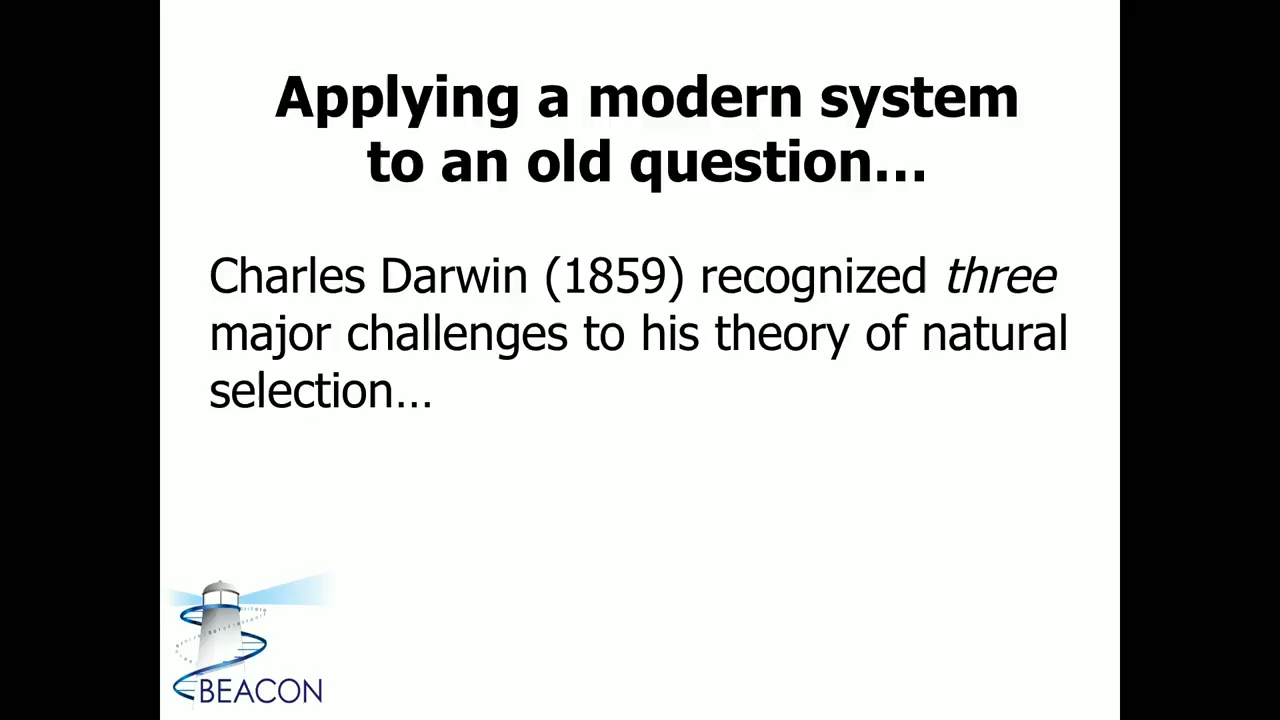 Applying a modern system
to an old question…
Charles Darwin (1859) recognized three
major challenges to his theory of natural
selection…
BEACON